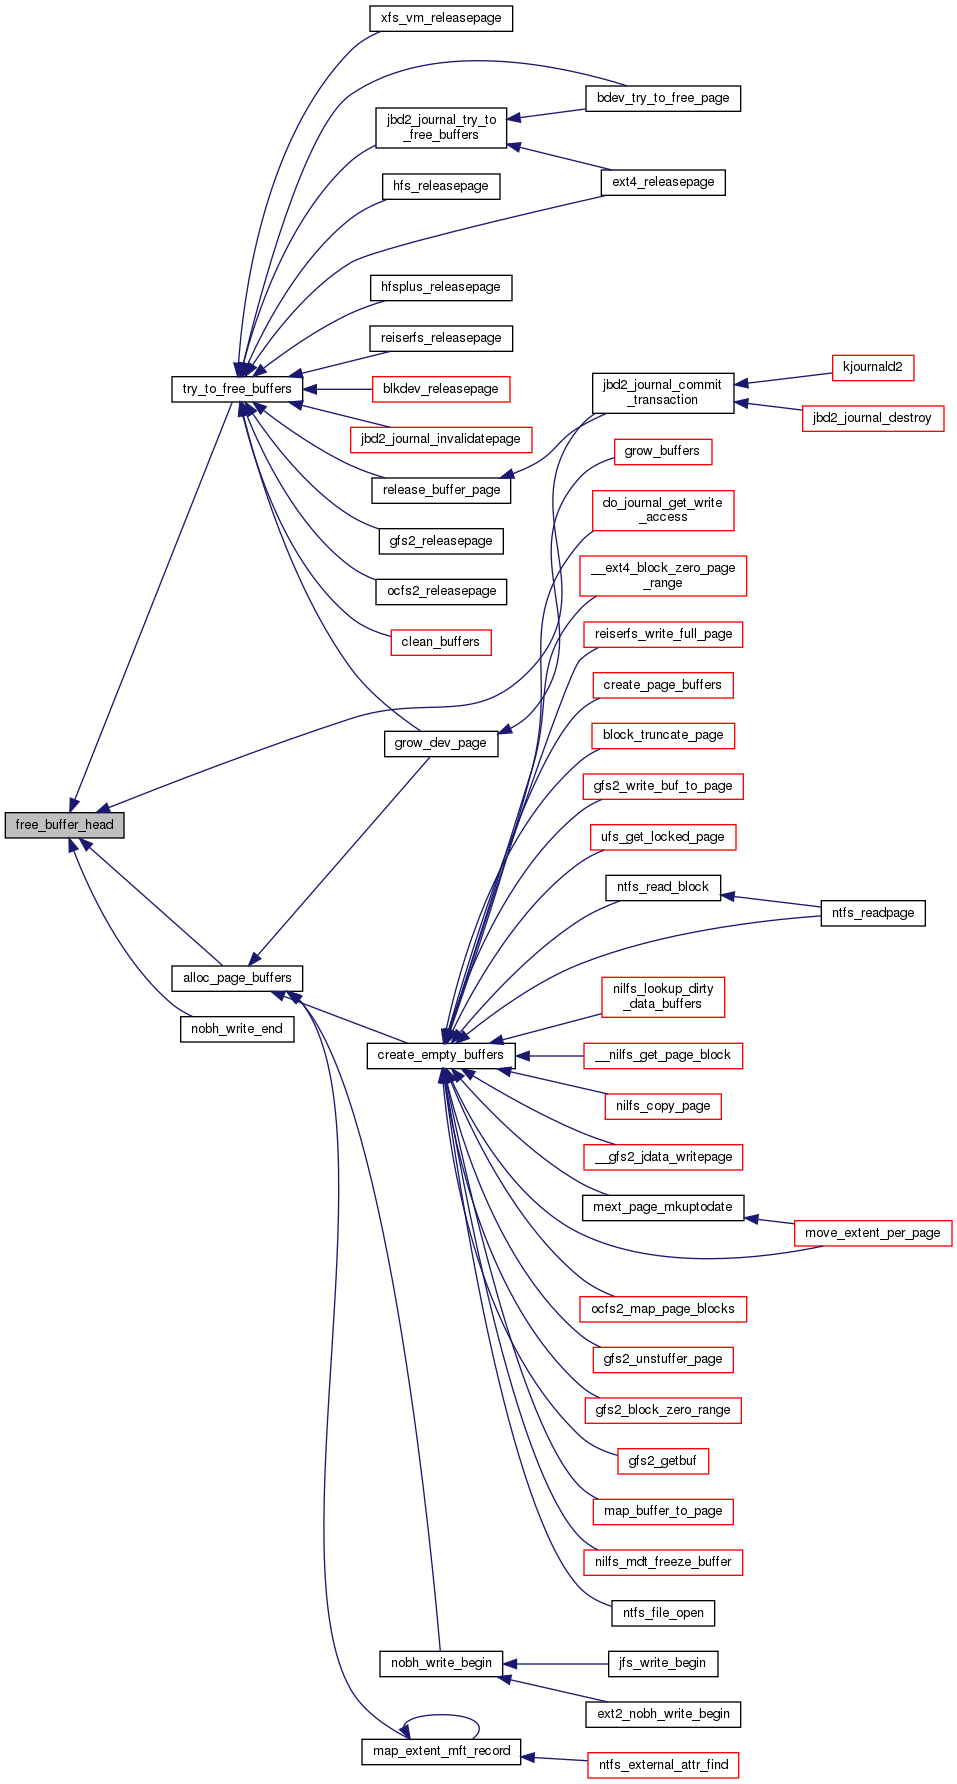 xfs_vm_releasepage
bdev_try_to_free_page
jbd2_journal_try_to
_free_buffers
ext4_releasepage
hfs_releasepage
hfsplus_releasepage
reiserfs_releasepage
try_to_free_buffers
blkdev_releasepage
jbd2_journal_commit
_transaction
kjournald2
jbd2_journal_destroy
jbd2_journal_invalidatepage
grow_buffers
release_buffer_page
do_journal_get_write
_access
gfs2_releasepage
__ext4_block_zero_page
_range
ocfs2_releasepage
clean_buffers
reiserfs_write_full_page
create_page_buffers
grow_dev_page
block_truncate_page
gfs2_write_buf_to_page
free_buffer_head
ufs_get_locked_page
ntfs_read_block
ntfs_readpage
alloc_page_buffers
nilfs_lookup_dirty
_data_buffers
nobh_write_end
create_empty_buffers
__nilfs_get_page_block
nilfs_copy_page
__gfs2_jdata_writepage
mext_page_mkuptodate
move_extent_per_page
ocfs2_map_page_blocks
gfs2_unstuffer_page
gfs2_block_zero_range
gfs2_getbuf
map_buffer_to_page
nilfs_mdt_freeze_buffer
ntfs_file_open
nobh_write_begin
jfs_write_begin
ext2_nobh_write_begin
map_extent_mft_record
ntfs_external_attr_find